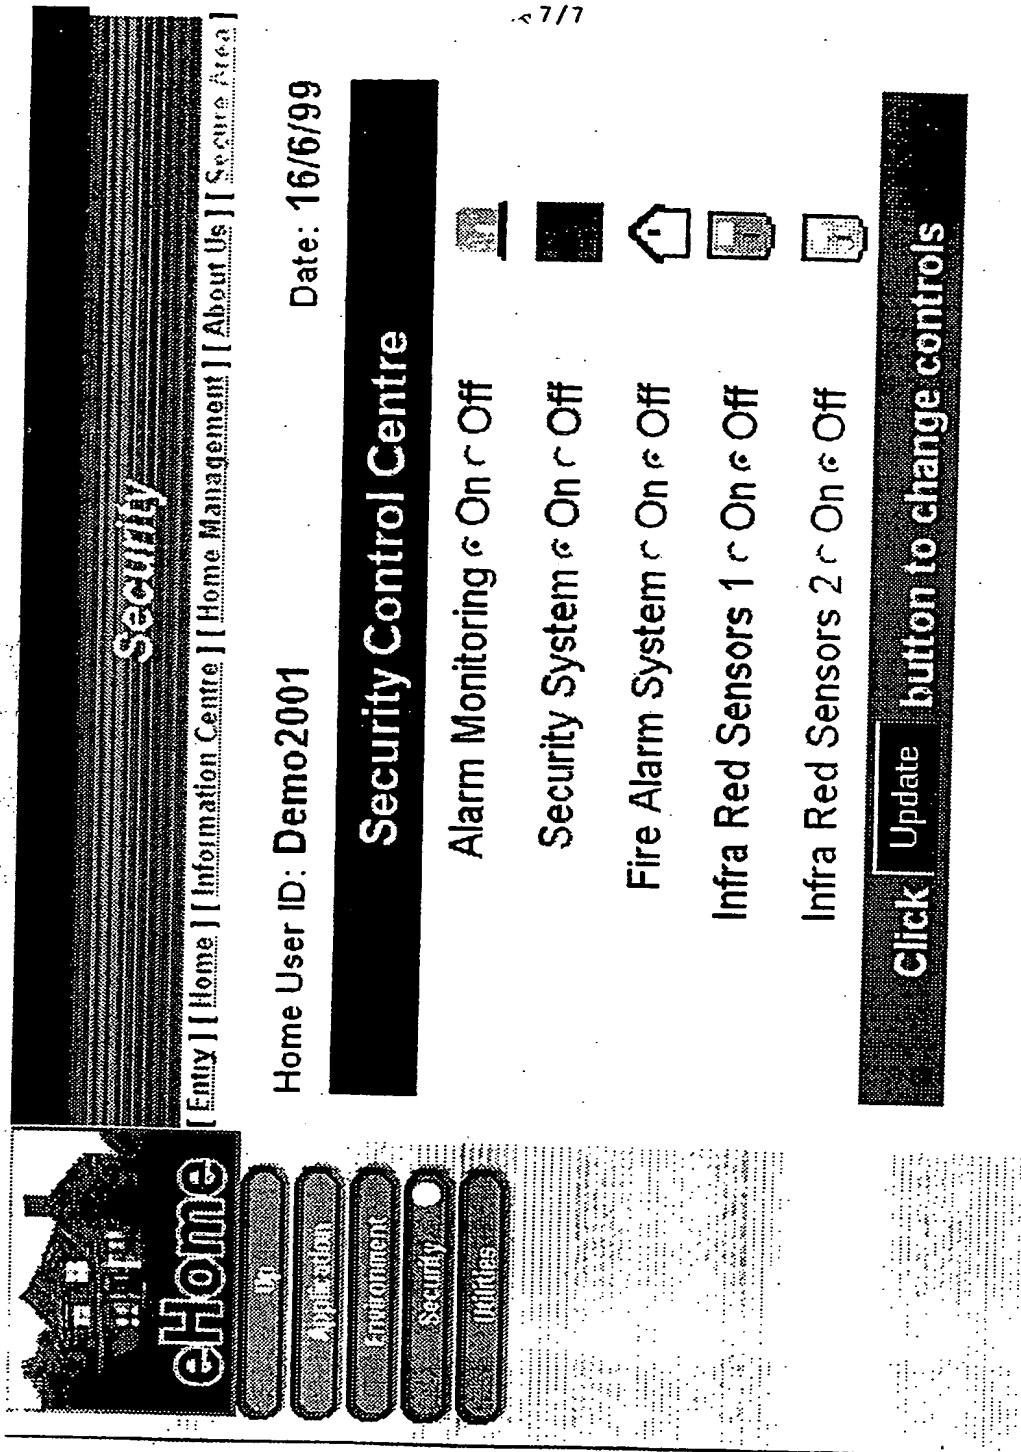 7/7
Security
[ Entry ] [ Home ] [ Information Centre ] [ Home Management ] [ About Us ] [ Secure Area ]
eHome
Up
Application
Environment
Security
Utilities
Home User ID: Demo2001 Date: 16/6/99
Security Control Centre
Alarm Monitoring On Off
Security System On Off
Fire Alarm System On Off
Infra Red Sensors 1 On Off
Infra Red Sensors 2 On Off
Click Update button to change controls